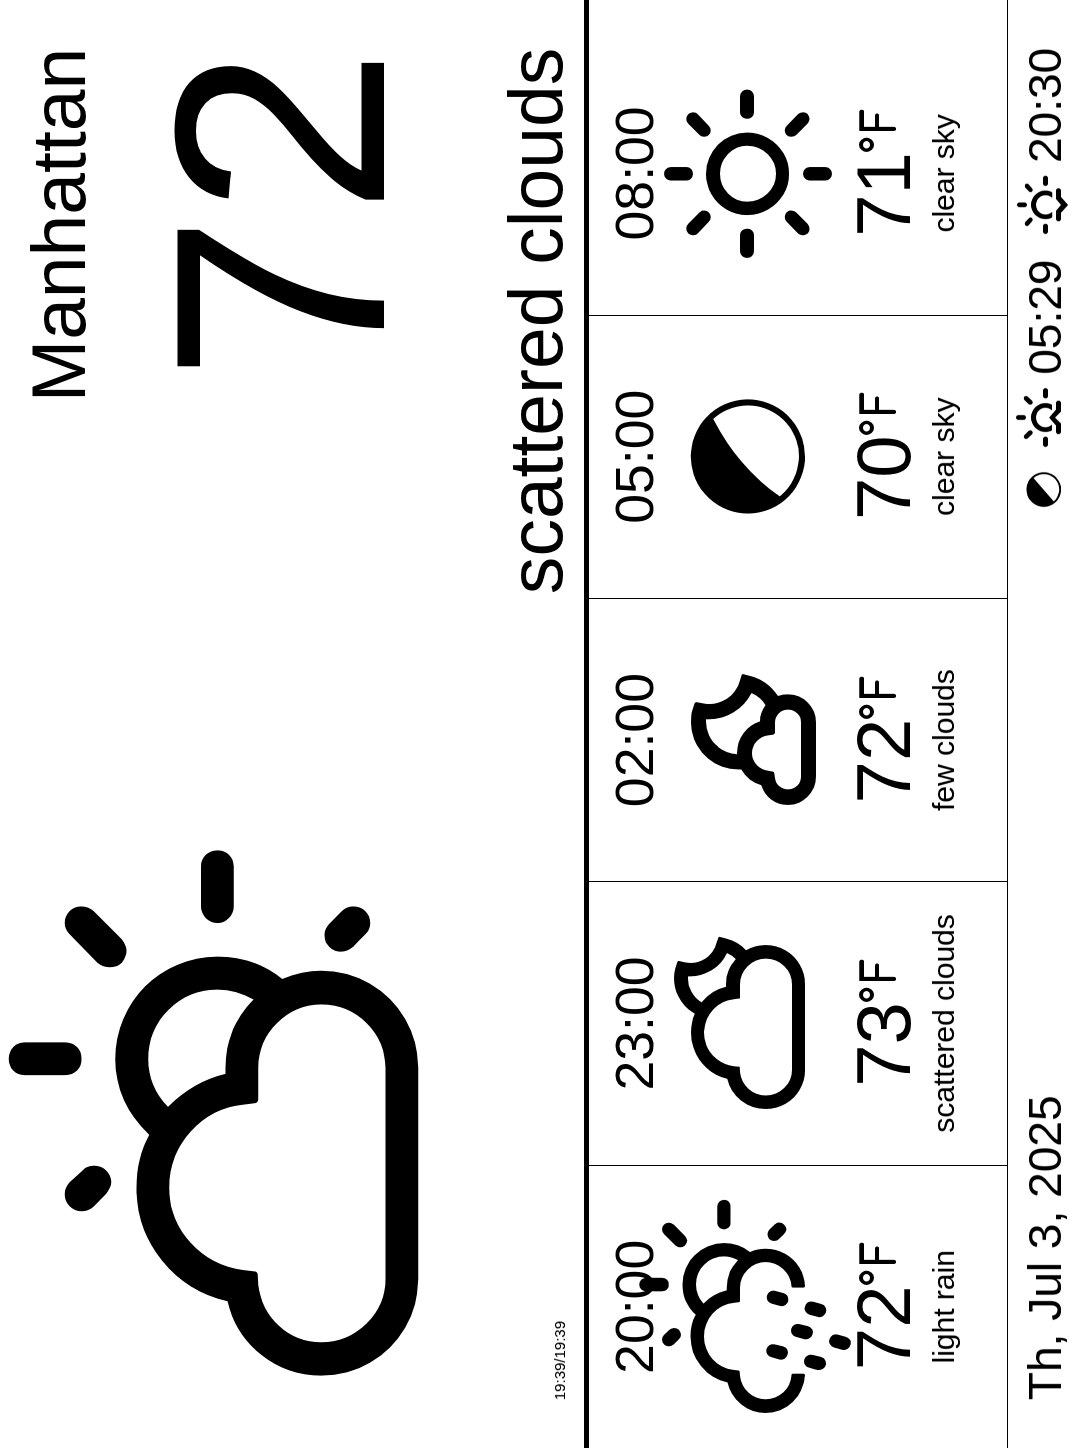 Manhattan
72
scattered clouds
19:39/19:39
20:00 23:00 02:00 05:00 08:00
72°F 73°F 72°F 70°F 71°F
light rain scattered clouds few clouds clear sky clear sky
Th, Jul 3, 2025 05:29 20:30